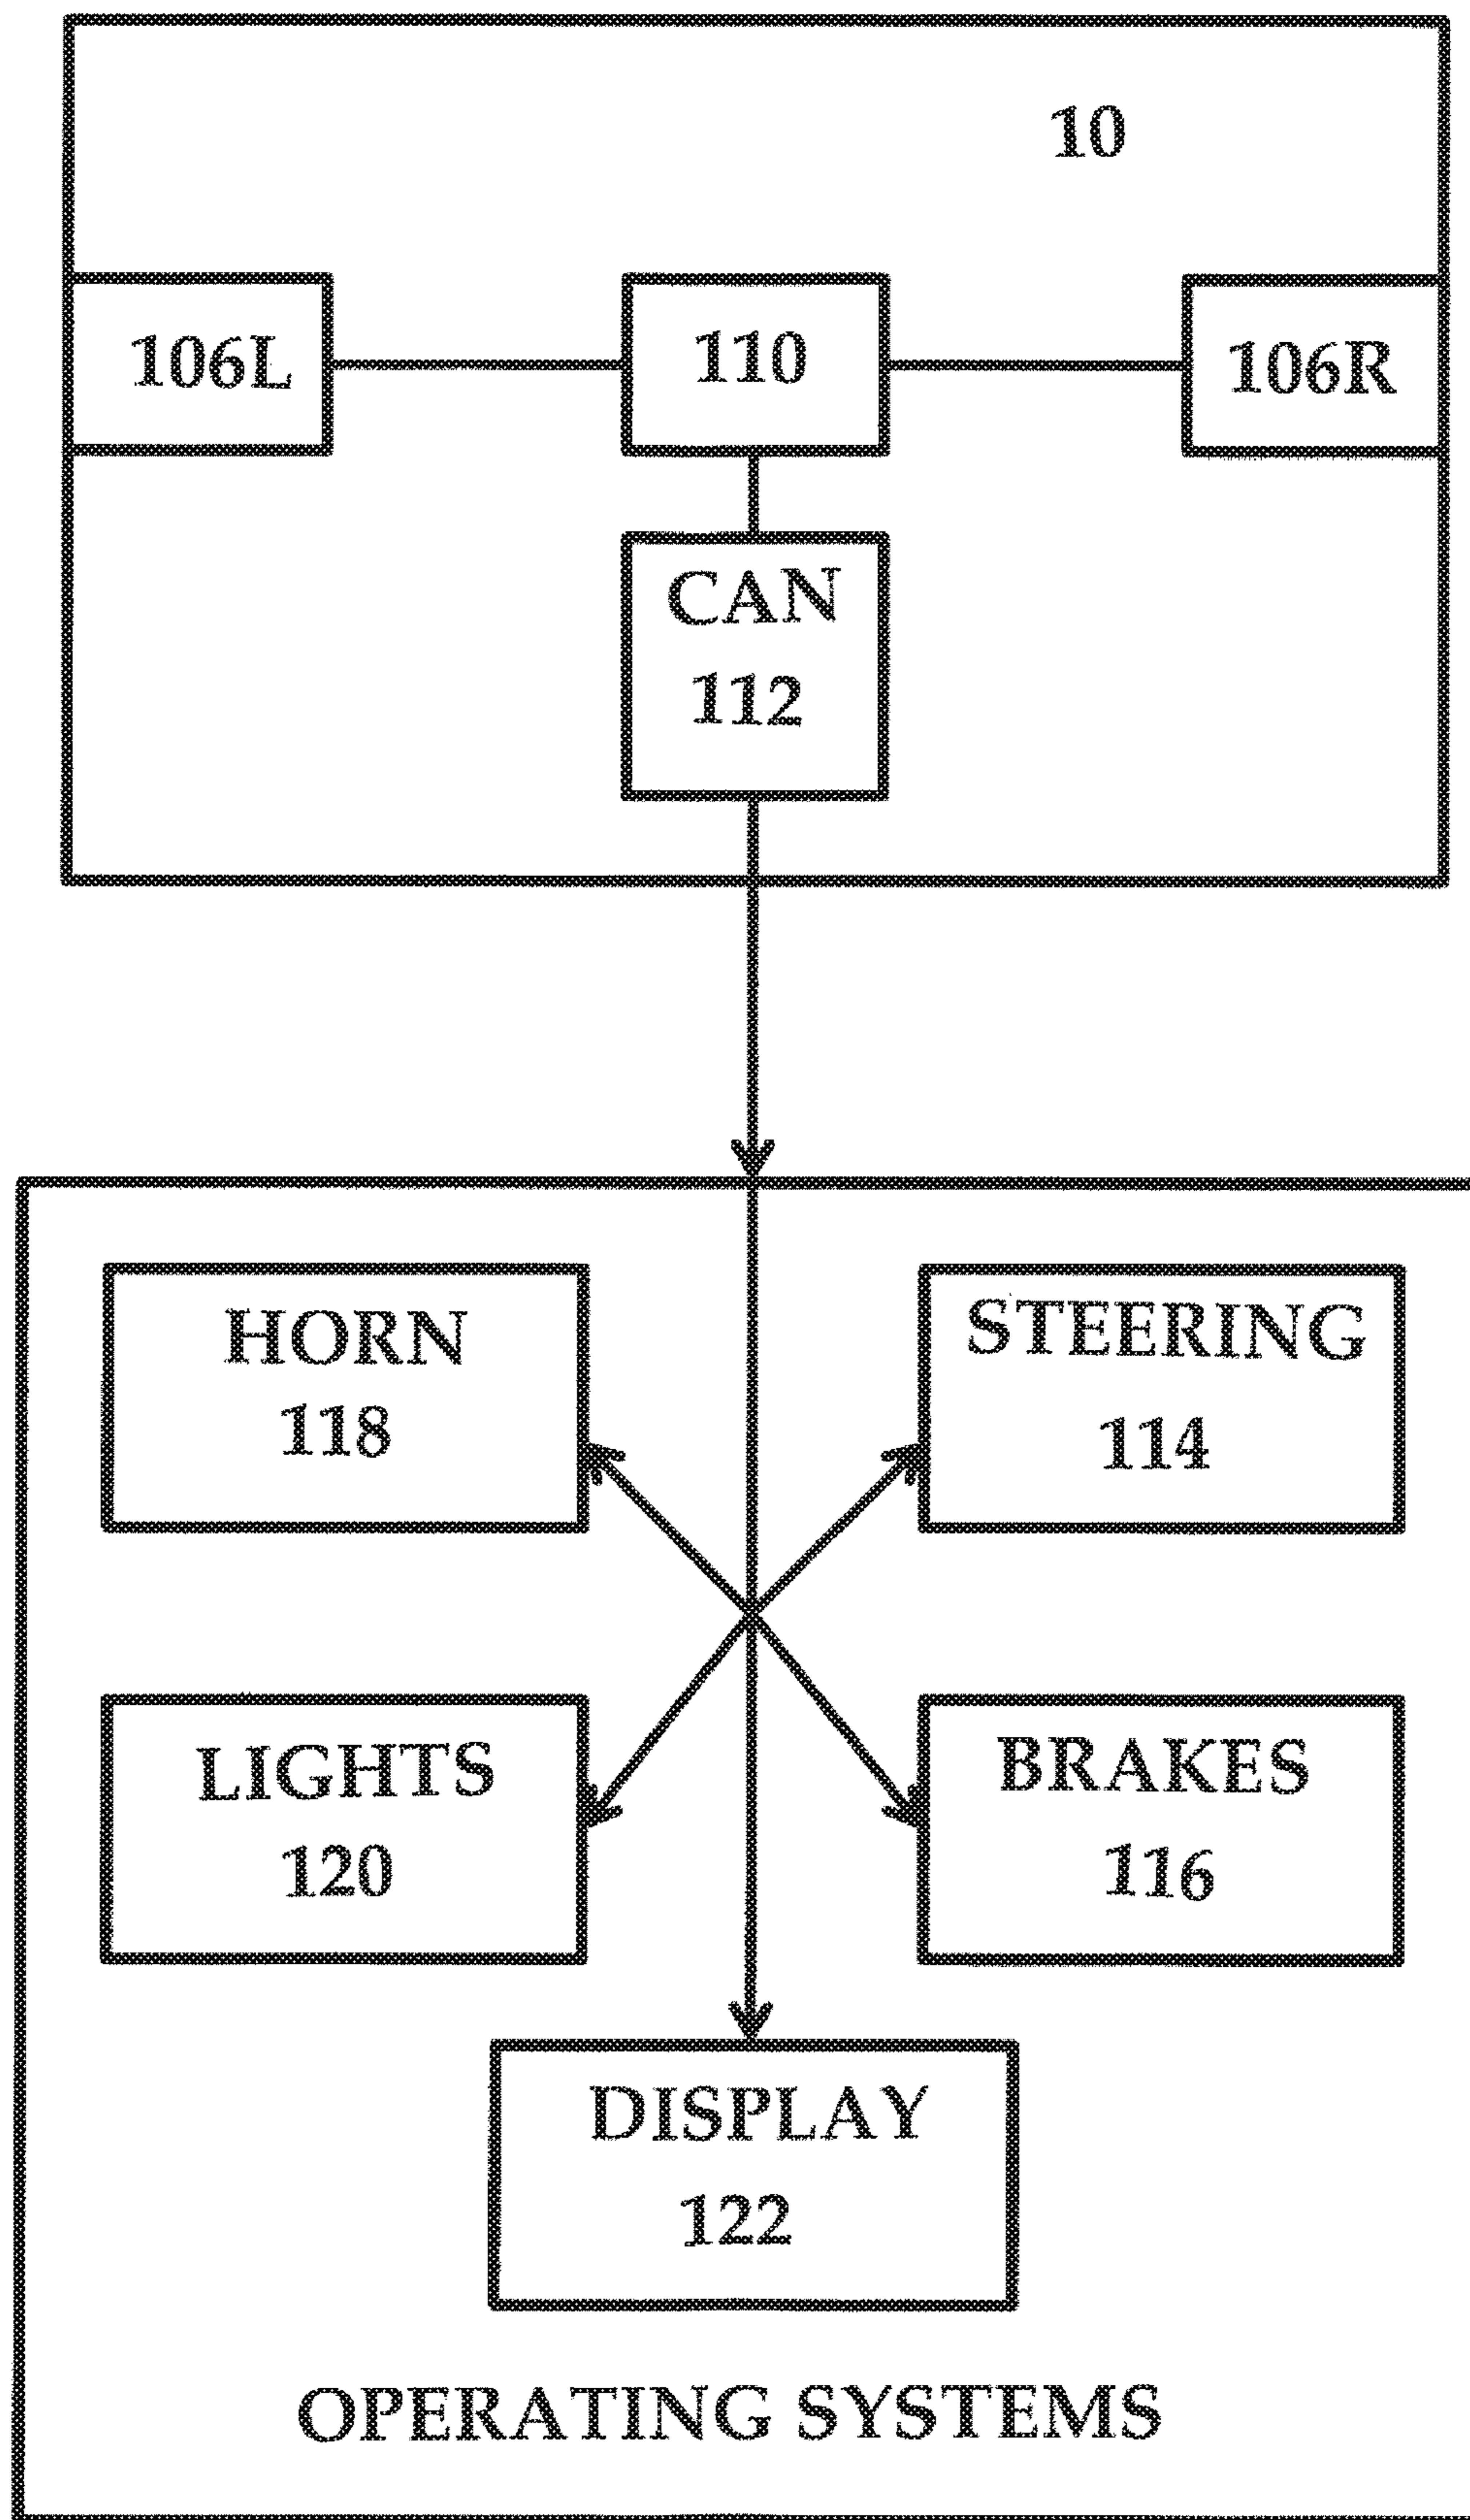 10
106L
110
106R
CAN
112
HORN
118
STEERING
114
LIGHTS
120
BRAKES
116
DISPLAY
122
OPERATING SYSTEMS